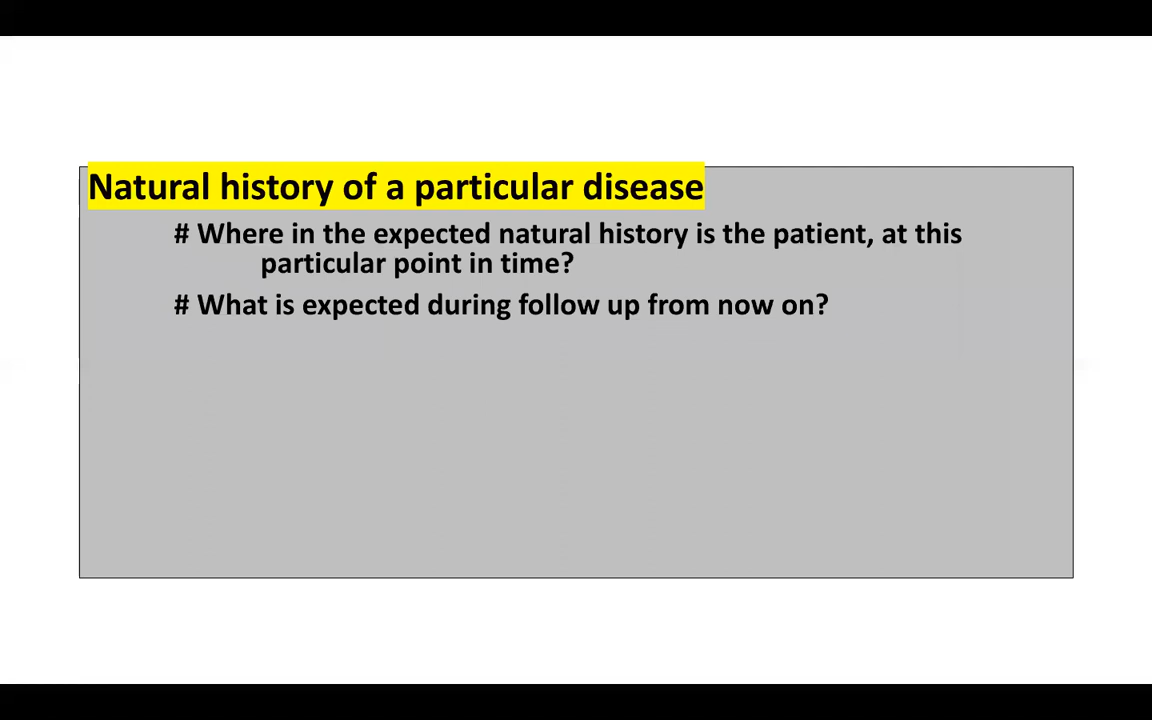 Natural history of a particular disease
# Where in the expected natural history is the patient, at this
particular point in time?
# What is expected during follow up from now on?